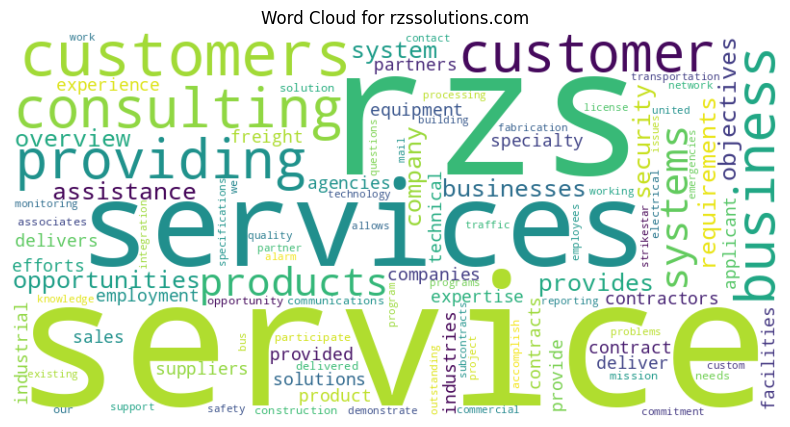 Word Cloud for rzssolutions.com
work
contact
customers
system
customer
partners
transportation
experience
solution
processing
network
consulting
rzs
equipment
license
united
building
overview
freight
questions
mail
fabrication
specialty
issues
emergencies
business
objectives
security
requirements
systems
providing
agencies
company
technical
businesses
working
electrical
strikestar
applicant
assistance
technology
monitoring
specifications
we
services
associates
integration
quality
allows
traffic
employees
delivers
partner
alarm
efforts
companies
opportunities
products
provides
knowledge
employment
opportunity
communications
programs
program
expertise
reporting
contractors
industrial
service
sales
bus
participate
problems
provided
subcontracts
industries
project
accomplish
contracts
contract
suppliers
delivered
deliver
custom
facilities
existing
solutions
product
outstanding
provide
mission
needs
our
support
safety
construction
demonstrate
commercial
commitment